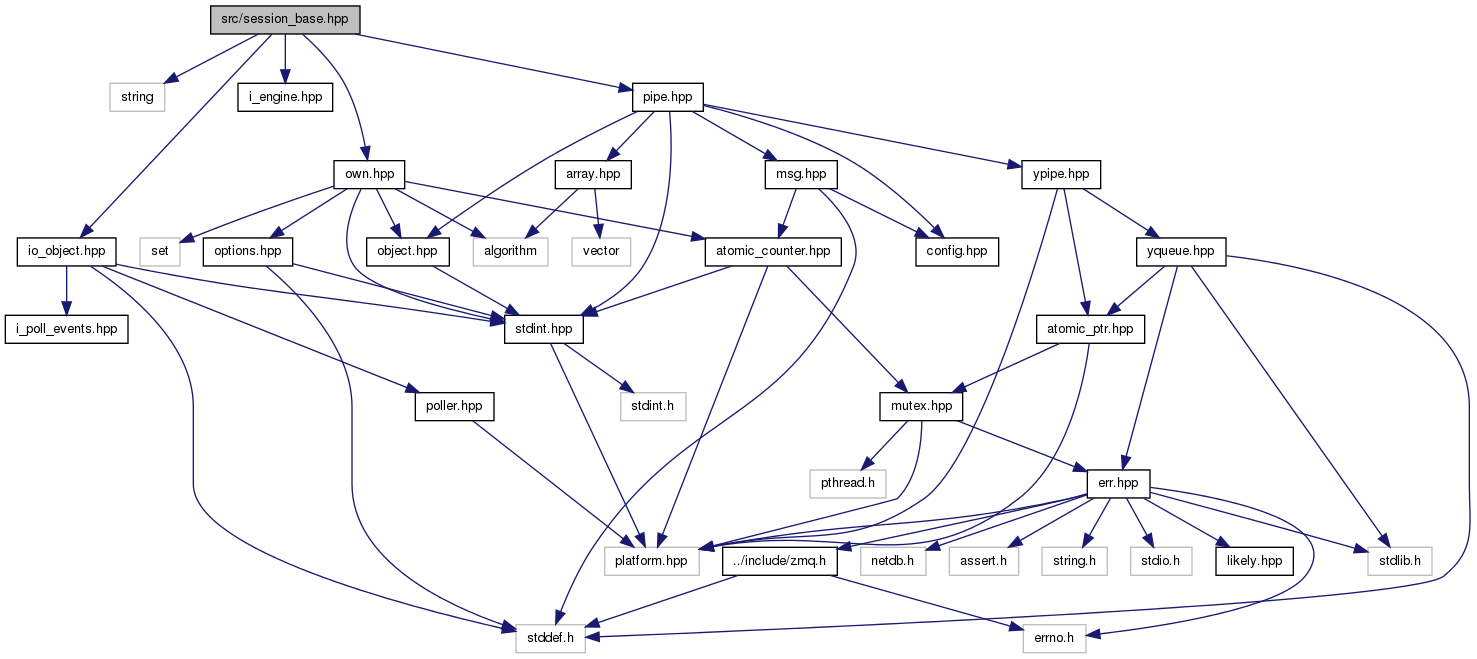 src/session_base.hpp
string
i_engine.hpp
pipe.hpp
own.hpp
array.hpp
msg.hpp
ypipe.hpp
io_object.hpp
set
options.hpp
object.hpp
algorithm
vector
atomic_counter.hpp
config.hpp
yqueue.hpp
i_poll_events.hpp
stdint.hpp
atomic_ptr.hpp
poller.hpp
stdint.h
mutex.hpp
pthread.h
err.hpp
platform.hpp
../include/zmq.h
netdb.h
assert.h
string.h
stdio.h
likely.hpp
stdlib.h
stddef.h
errno.h